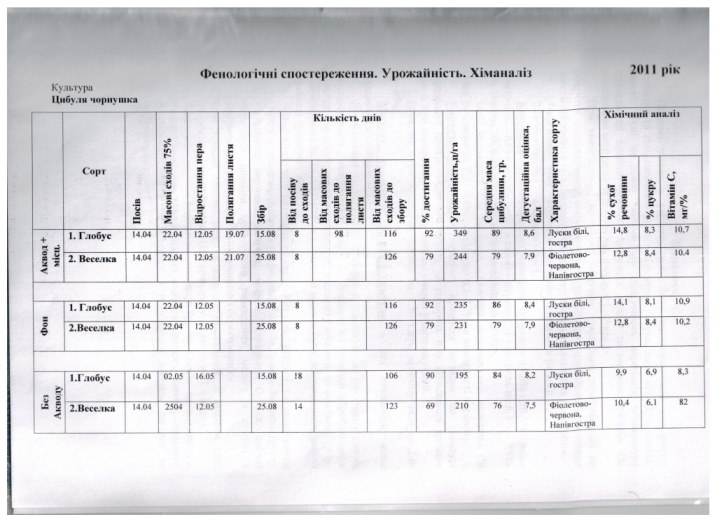 Фенологічні спостереження. Урожайність. Хіманаліз
2011 рік
Культура
Цибуля чорнушка
Сорт
Посів
Масові сходи 75%
Відростання пера
Полягання листя
Збір
Кількість днів
Від посіву до сходів
Від масових сходів до полягання листя
Від масових сходів до збору
% достигання
Урожайність,ц/га
Середня маса цибулини, гр.
Дегустаційна оцінка, бал
Характеристика сорту
Хімічний аналіз
% сухої речовини
% цукру
Вітамін С, мг/%
Аквод + місц.
1. Глобус 14.04 22.04 12.05 19.07 15.08 8 98 116 92 349 89 8,6 Луски білі, гостра 14,8 8,3 10,7
2. Веселка 14.04 22.04 12.05 21.07 25.08 8 126 79 244 79 7,9 Фіолетово-червона, Напівгостра 12,8 8,4 10.4
Фон
1. Глобус 14.04 22.04 12.05 15.08 8 116 92 235 86 8,4 Луски білі, гостра 14,1 8,1 10,9
2.Веселка 14.04 22.04 12.05 25.08 8 126 79 231 79 7,9 Фіолетово-червона, Напівгостра 12,8 8,4 10,2
Без Акводу
1.Глобус 14.04 02.05 16.05 15.08 18 106 90 195 84 8,2 Луски білі, гостра 9,9 6,9 8,3
2.Веселка 14.04 2504 12.05 25.08 14 123 69 210 76 7,5 Фіолетово-червона, Напівгостра 10,4 6,1 82